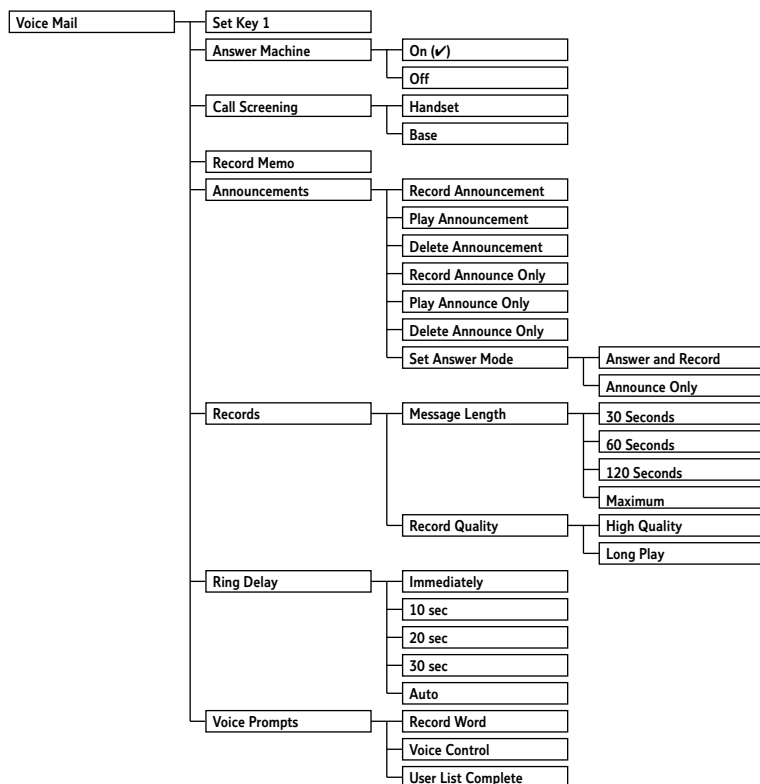 Voice Mail
Set Key 1
Answer Machine
On (✔)
Off
Call Screening
Handset
Base
Record Memo
Announcements
Record Announcement
Play Announcement
Delete Announcement
Record Announce Only
Play Announce Only
Delete Announce Only
Set Answer Mode
Answer and Record
Announce Only
Records
Message Length
30 Seconds
60 Seconds
120 Seconds
Maximum
Record Quality
High Quality
Long Play
Ring Delay
Immediately
10 sec
20 sec
30 sec
Auto
Voice Prompts
Record Word
Voice Control
User List Complete